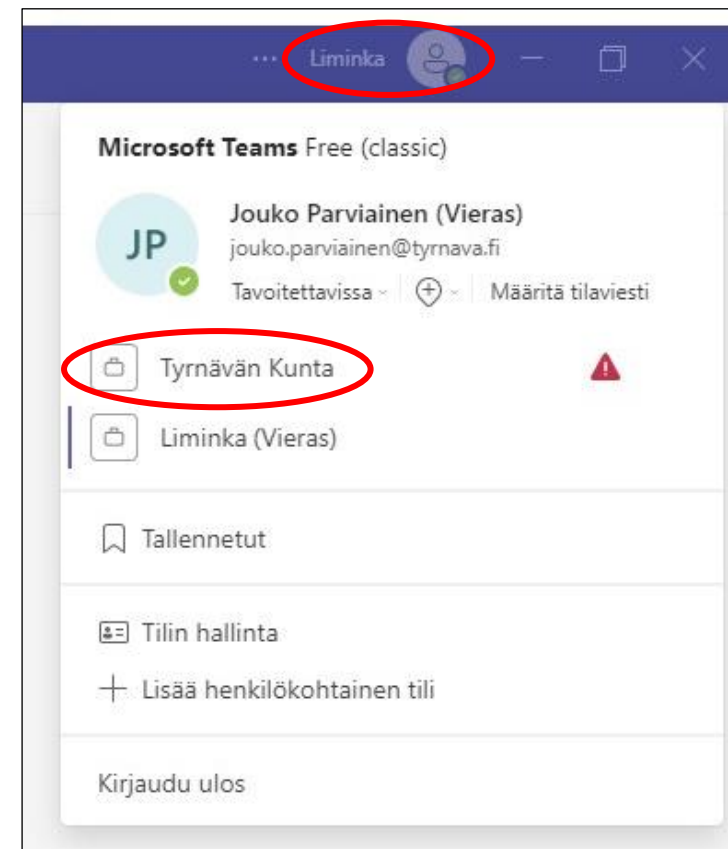 Liminka
Microsoft Teams Free (classic)
JP
Jouko Parviainen (Vieras)
jouko.parviainen@tyrnava.fi
Tavoitettavissa
Määritä tilaviesti
Tyrnävän Kunta
Liminka (Vieras)
Tallennetut
Tilin hallinta
Lisää henkilökohtainen tili
Kirjaudu ulos